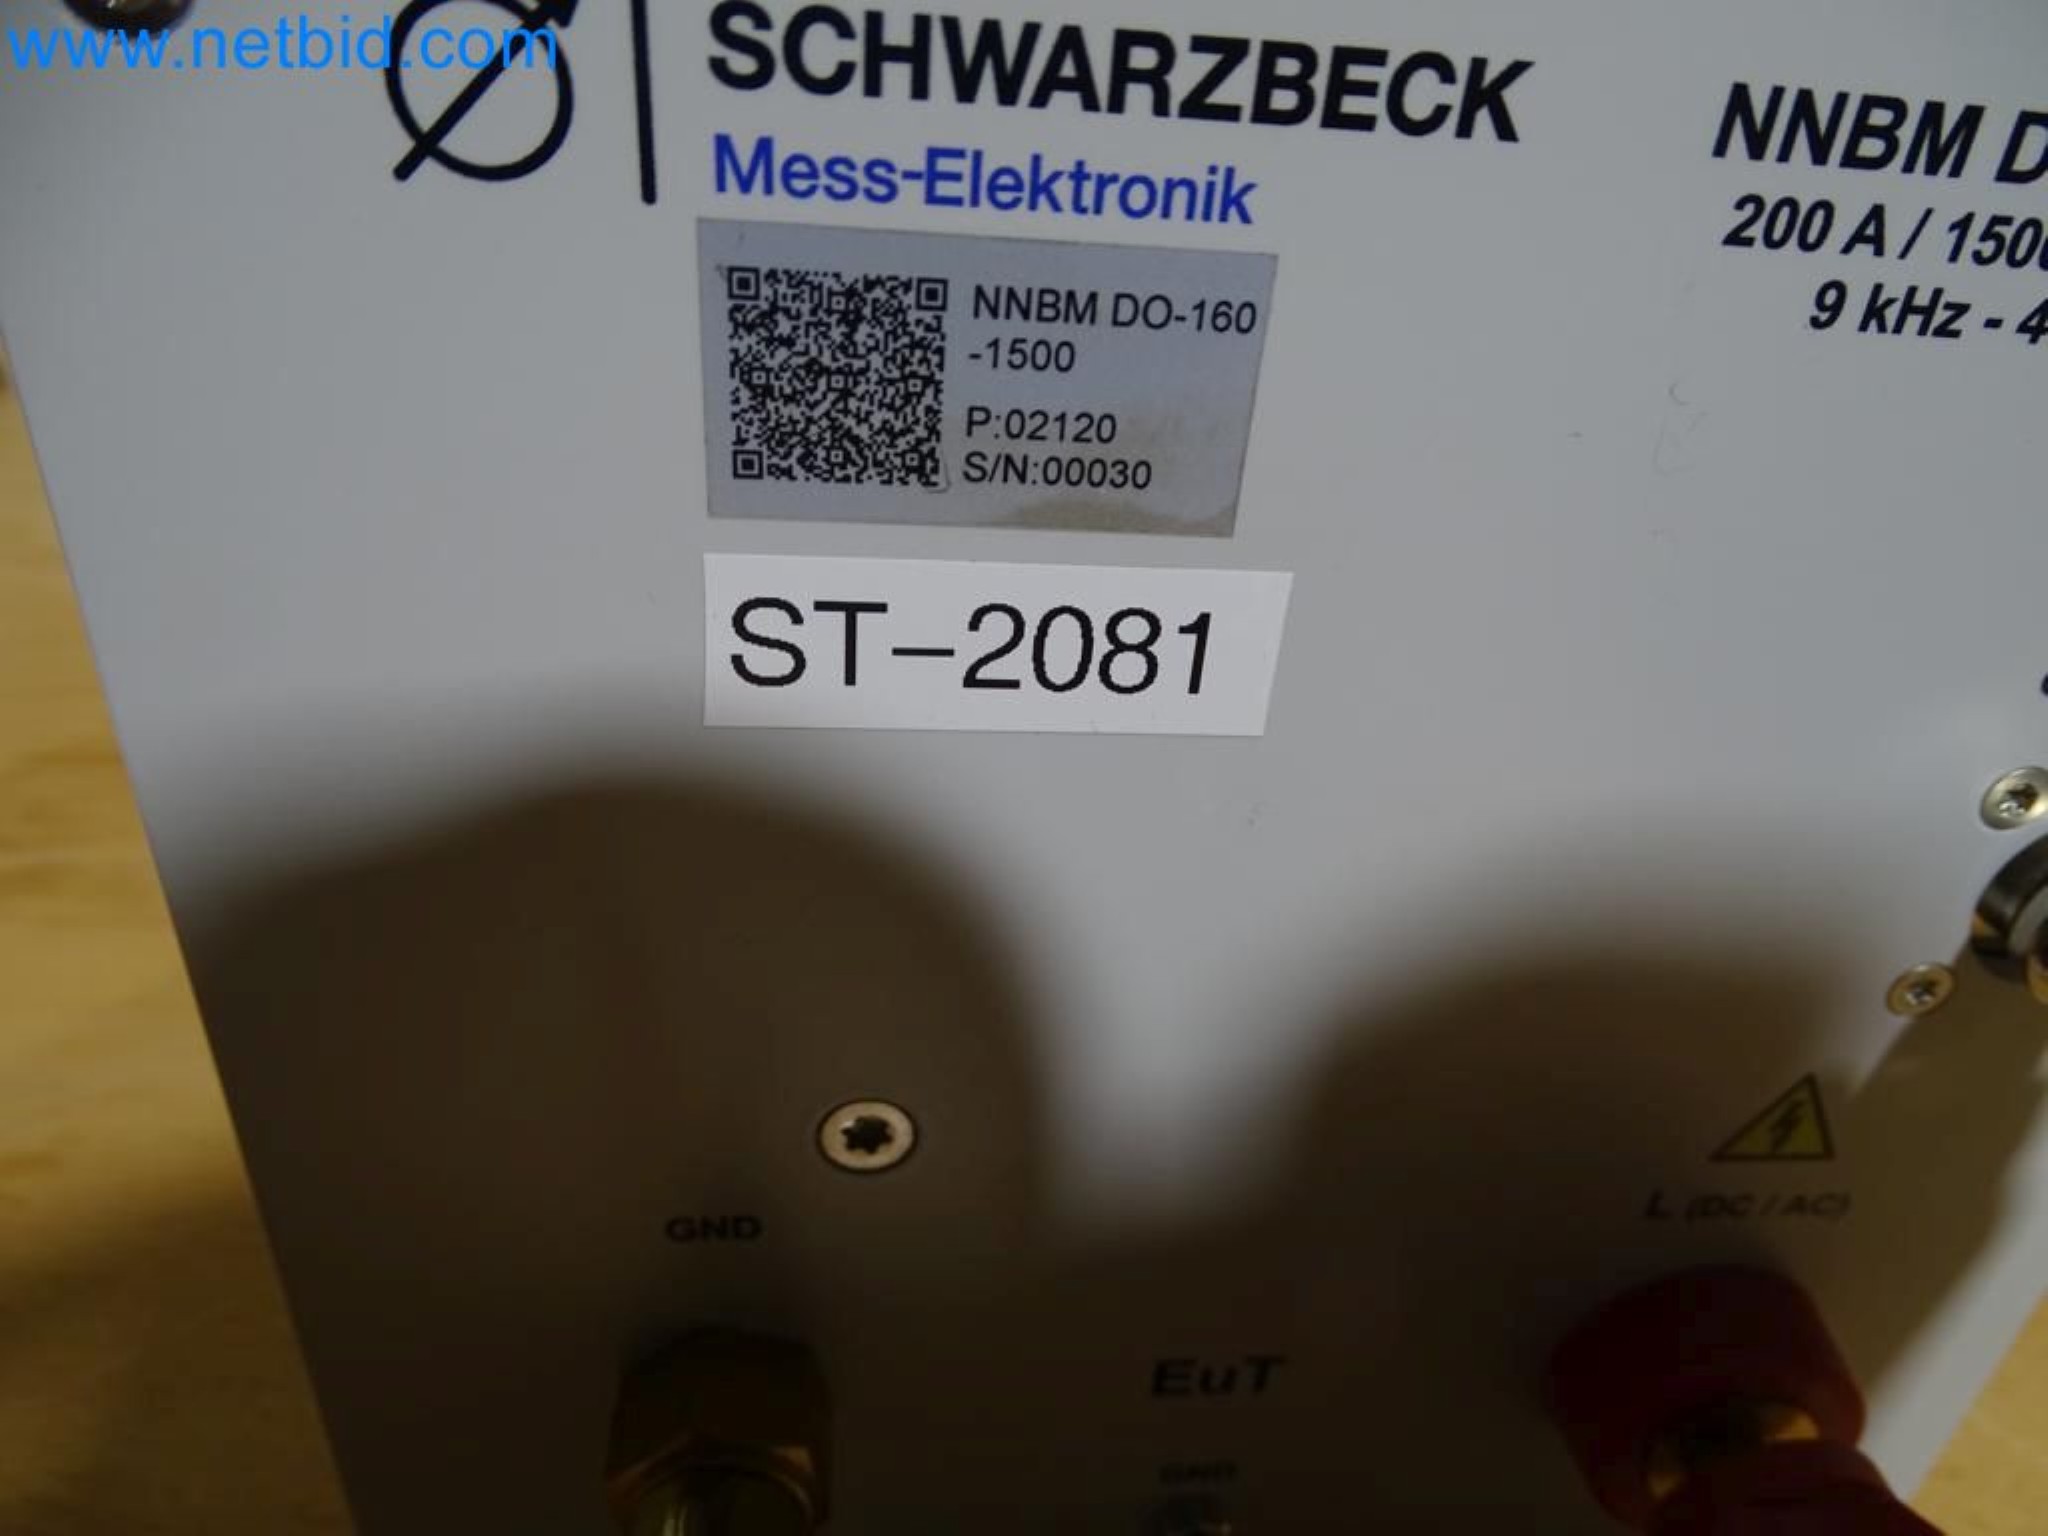 www.netbid.com
SCHWARZBECK
Mess-Elektronik
NNBM D
200 A / 150
9 kHz - 4
NNBM DO-160
-1500
P:02120
S/N:00030
ST-2081
GND
L (DC / AC)
EuT
GND